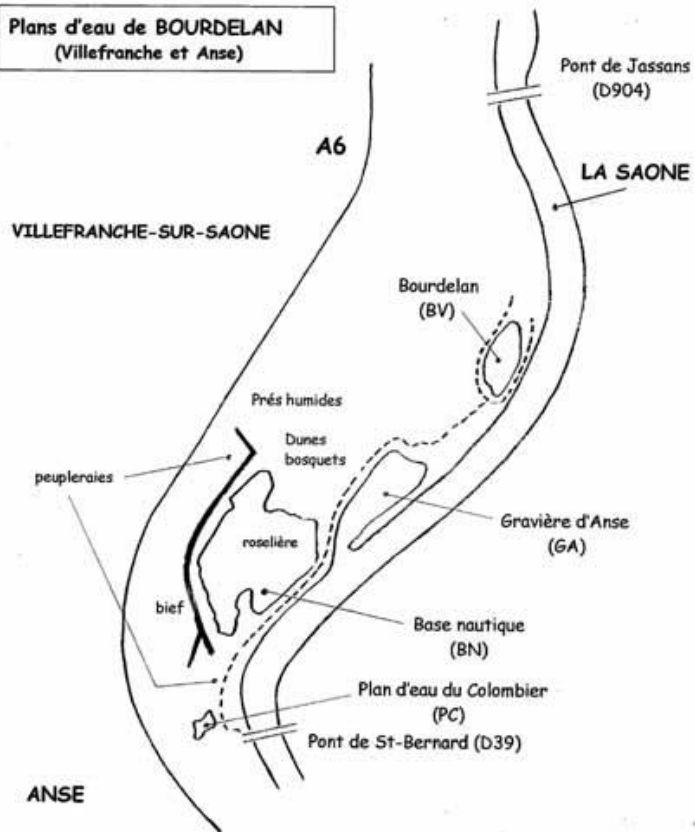 Plans d'eau de BOURDELAN
(Villefranche et Anse)
Pont de Jassans
(D904)
A6
LA SAONE
VILLEFRANCHE-SUR-SAONE
Bourdelan
(BV)
Prés humides
Dunes
bosquets
peupleraies
roselière
Gravière d'Anse
(GA)
bief
Base nautique
(BN)
Plan d'eau du Colombier
(PC)
Pont de St-Bernard (D39)
ANSE